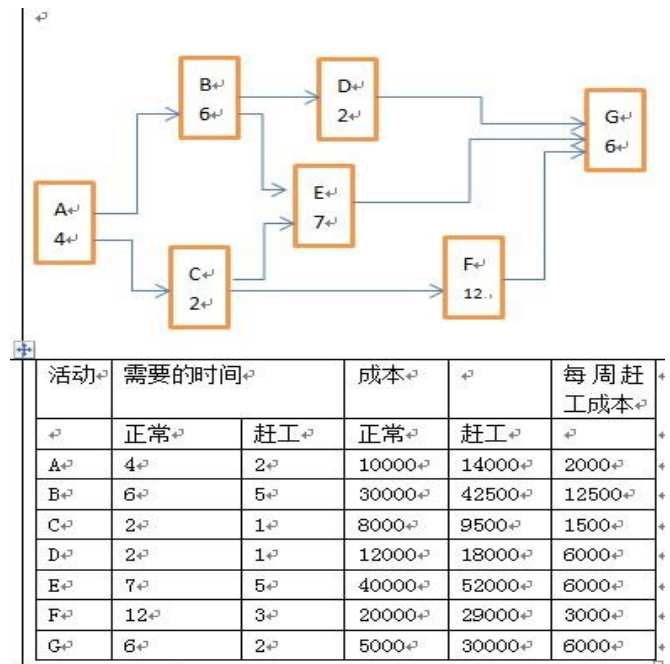 B
6
D
2
G
6
E
7
A
4
F
12.
C
2
活动 需要的时间 成本 每周赶工成本
正常 赶工 正常 赶工
A 4 2 10000 14000 2000
B 6 5 30000 42500 12500
C 2 1 8000 9500 1500
D 2 1 12000 18000 6000
E 7 5 40000 52000 6000
F 12 3 20000 29000 3000
G 6 2 5000 30000 6000